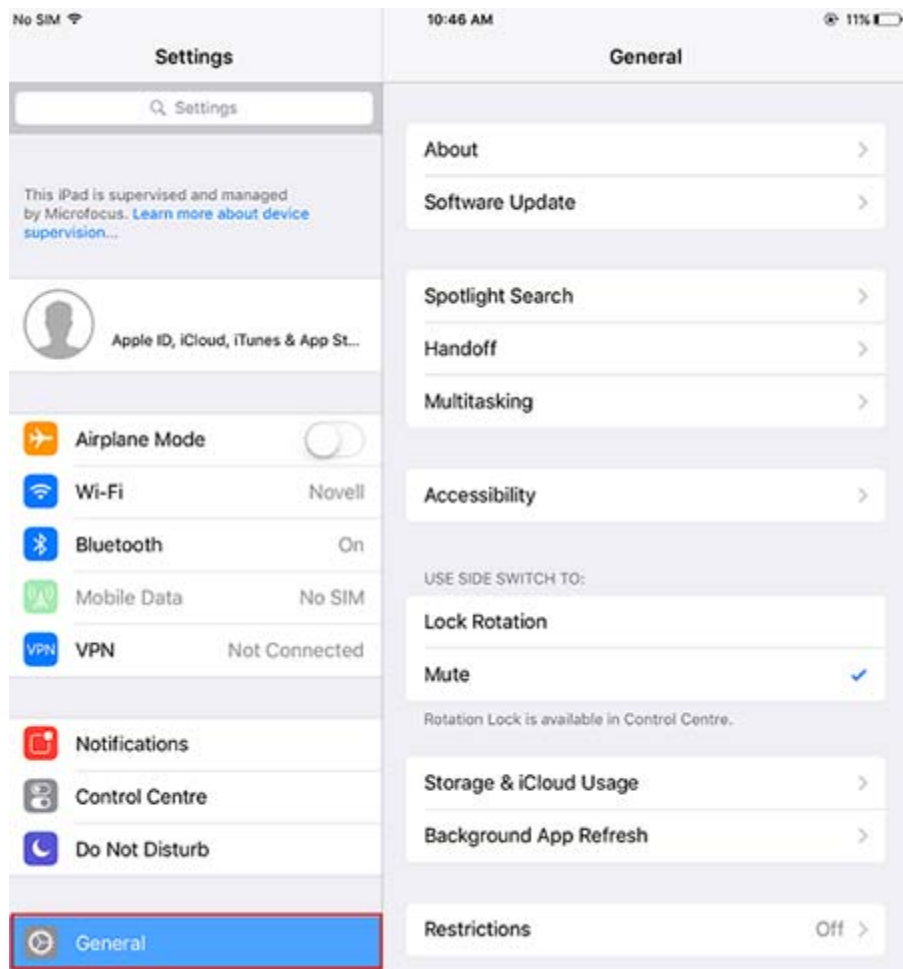 No SIM
10:46 AM
11%
Settings
General
Settings
This iPad is supervised and managed
by Microfocus. Learn more about device
supervision...
Apple ID, iCloud, iTunes & App St...
Airplane Mode
Wi-Fi Novell
Bluetooth On
Mobile Data No SIM
VPN VPN Not Connected
Notifications
Control Centre
Do Not Disturb
General
About
Software Update
Spotlight Search
Handoff
Multitasking
Accessibility
USE SIDE SWITCH TO:
Lock Rotation
Mute
Rotation Lock is available in Control Centre.
Storage & iCloud Usage
Background App Refresh
Restrictions Off